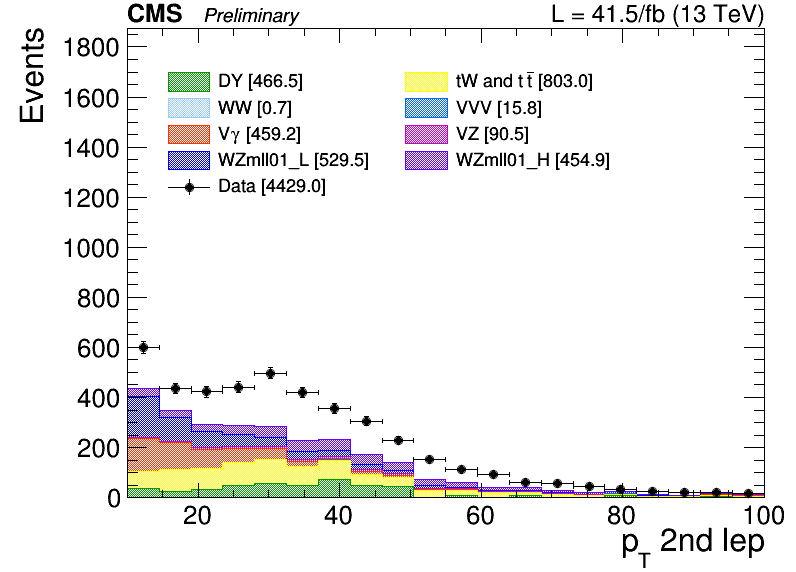 CMS Preliminary L = 41.5/fb (13 TeV)
Events
1800
1600
1400
1200
1000
800
600
400
200
0
DY [466.5]
tW and tt̅ [803.0]
WW [0.7]
VVV [15.8]
Vγ [459.2]
VZ [90.5]
WZmll01_L [529.5]
WZmll01_H [454.9]
Data [4429.0]
20 40 60 80 100
p_T 2nd lep